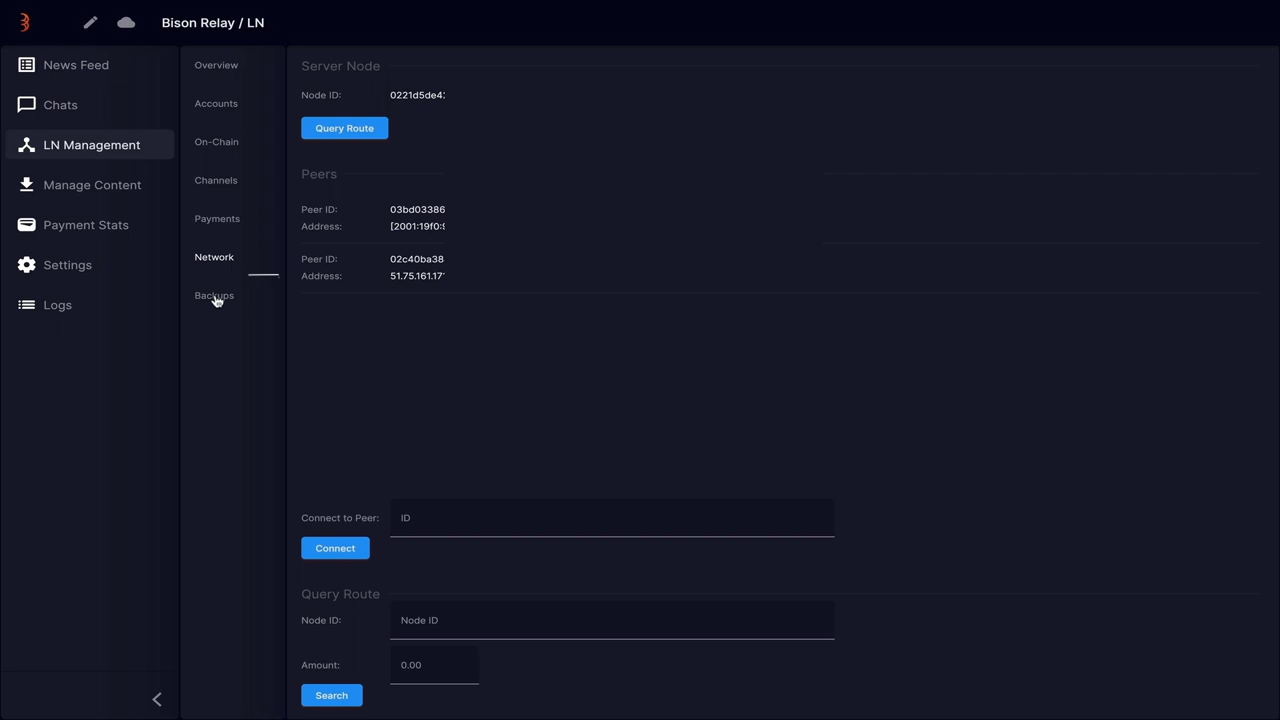 Bison Relay / LN
News Feed
Chats
LN Management
Manage Content
Payment Stats
Settings
Logs
Overview
Accounts
On-Chain
Channels
Payments
Network
Backups
Server Node
Node ID: 0221d5de4
Query Route
Peers
Peer ID: 03bd03386
Address: [2001:19f0:
Peer ID: 02c40ba38
Address: 51.75.161.17
Connect to Peer: ID
Connect
Query Route
Node ID: Node ID
Amount: 0.00
Search